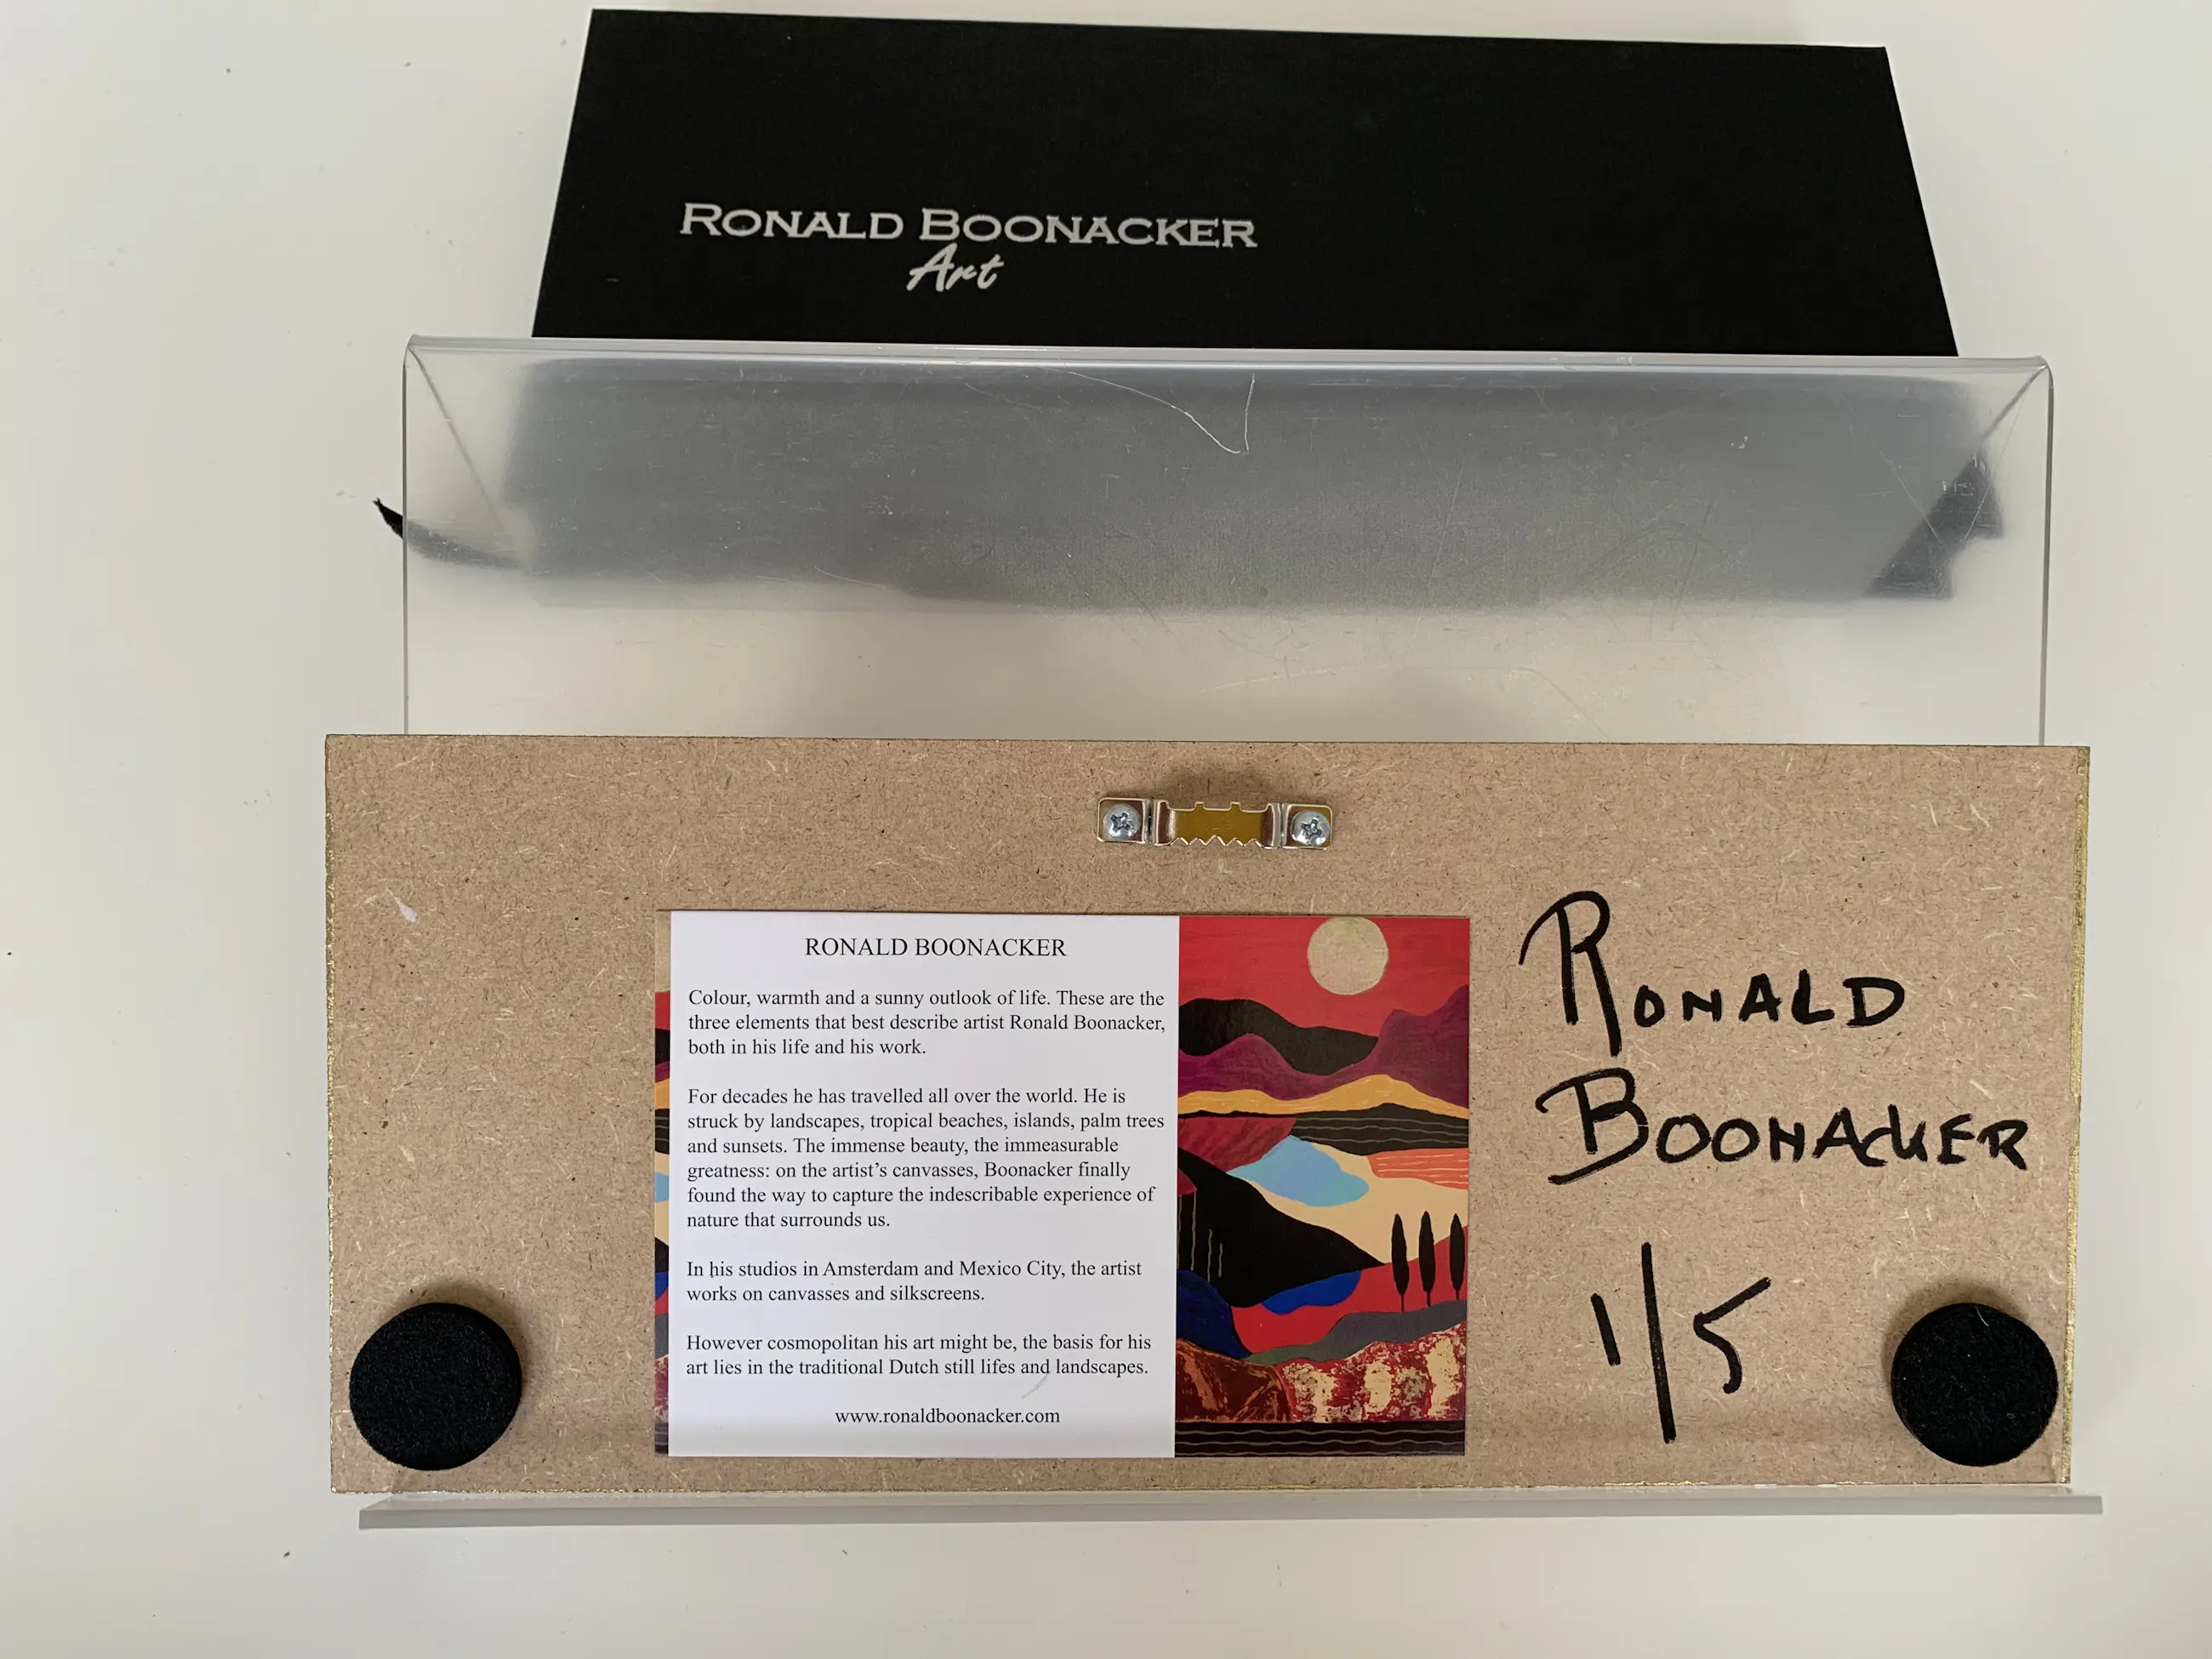 RONALD BOONACKER
Art
RONALD BOONACKER
Colour, warmth and a sunny outlook of life. These are the
three elements that best describe artist Ronald Boonacker,
both in his life and his work.
For decades he has travelled all over the world. He is
struck by landscapes, tropical beaches, islands, palm trees
and sunsets. The immense beauty, the immeasurable
greatness: on the artist’s canvasses, Boonacker finally
found the way to capture the indescribable experience of
nature that surrounds us.
In his studios in Amsterdam and Mexico City, the artist
works on canvasses and silkscreens.
However cosmopolitan his art might be, the basis for his
art lies in the traditional Dutch still lifes and landscapes.
www.ronaldboonacker.com
RONALD
BOONACKER
1/5